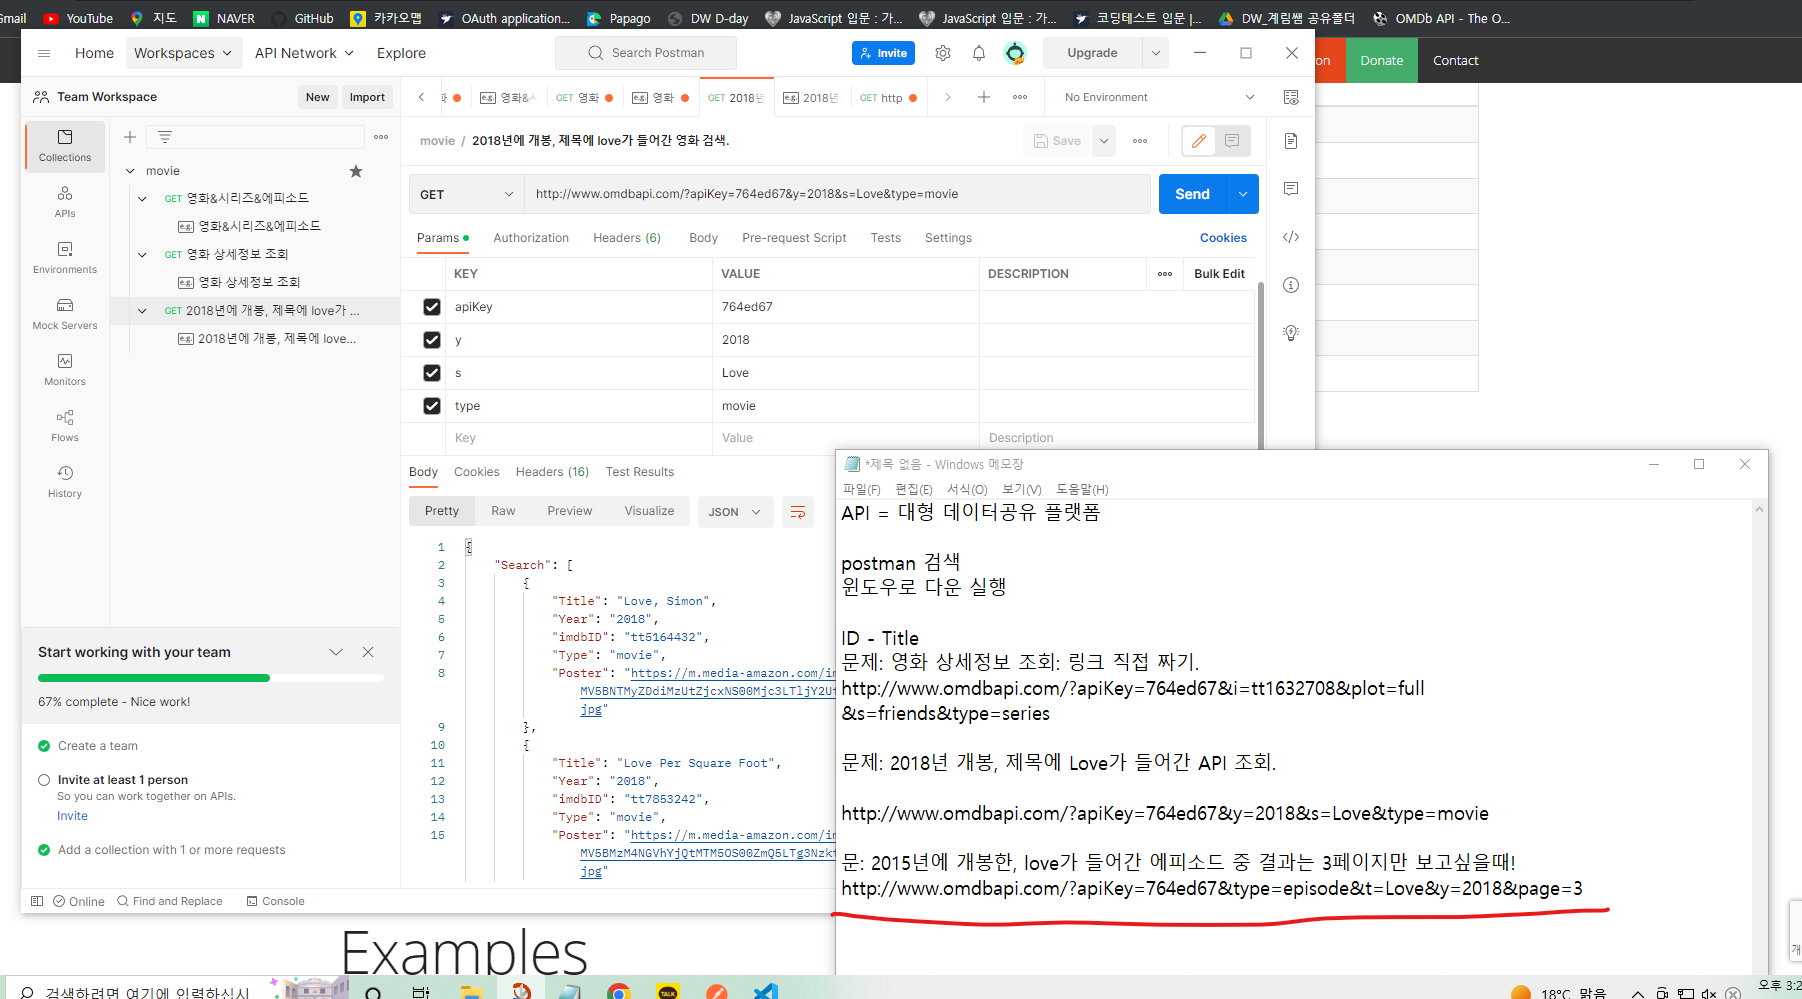 Gmail YouTube 지도 NAVER GitHub 카카오맵 OAuth application... Papago DW D-day JavaScript 입문 : 가... JavaScript 입문 : 가... 코딩테스트 입문 |... DW_계림쌤 공유폴더 OMDb API - The O...
Home Workspaces API Network Explore Search Postman Invite Upgrade
on Donate Contact
Team Workspace New Import
영화&시 GET 영화 영화 GET 2018년 2018년 GET http No Environment
Collections
APIs
Environments
Mock Servers
Monitors
Flows
History
movie
GET 영화&시리즈&에피소드
영화&시리즈&에피소드
GET 영화 상세정보 조회
영화 상세정보 조회
GET 2018년에 개봉, 제목에 love가 ...
2018년에 개봉, 제목에 love...
Start working with your team
67% complete - Nice work!
Create a team
Invite at least 1 person
So you can work together on APIs.
Invite
Add a collection with 1 or more requests
movie / 2018년에 개봉, 제목에 love가 들어간 영화 검색. Save
GET http://www.omdbapi.com/?apiKey=764ed67&y=2018&s=Love&type=movie Send
Params Authorization Headers (6) Body Pre-request Script Tests Settings Cookies
KEY VALUE DESCRIPTION Bulk Edit
apiKey 764ed67
y 2018
s Love
type movie
Key Value Description
Body Cookies Headers (16) Test Results
Pretty Raw Preview Visualize JSON
1 {
2 "Search": [
3 {
4 "Title": "Love, Simon",
5 "Year": "2018",
6 "imdbID": "tt5164432",
7 "Type": "movie",
8 "Poster": "https://m.media-amazon.com/im
MV5BNTMyZDdiMzUtZjcxNS00Mjc3LTljY2Ut
jpg"
9 },
10 {
11 "Title": "Love Per Square Foot",
12 "Year": "2018",
13 "imdbID": "tt7853242",
14 "Type": "movie",
15 "Poster": "https://m.media-amazon.com/im
MV5BMzM4NGVhYjQtMTM5OS00ZmQ5LTg3Nzkt
jpg"
Online Find and Replace Console
*제목 없음 - Windows 메모장
파일(F) 편집(E) 서식(O) 보기(V) 도움말(H)
API = 대형 데이터공유 플랫폼
postman 검색
윈도우로 다운 실행
ID - Title
문제: 영화 상세정보 조회: 링크 직접 짜기.
http://www.omdbapi.com/?apiKey=764ed67&i=tt1632708&plot=full
&s=friends&type=series
문제: 2018년 개봉, 제목에 Love가 들어간 API 조회.
http://www.omdbapi.com/?apiKey=764ed67&y=2018&s=Love&type=movie
문: 2015년에 개봉한, love가 들어간 에피소드 중 결과는 3페이지만 보고싶을때!
http://www.omdbapi.com/?apiKey=764ed67&type=episode&t=Love&y=2018&page=3
Examples
개
검색하려면 여기에 입력하십시 TALK 18°C 맑음 오후 3:2